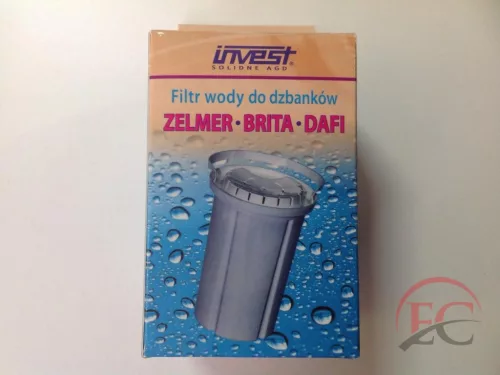 invest®
SOLIDNE AGD
Filtr wody do dzbanków
ZELMER • BRITA • DAFI
EC